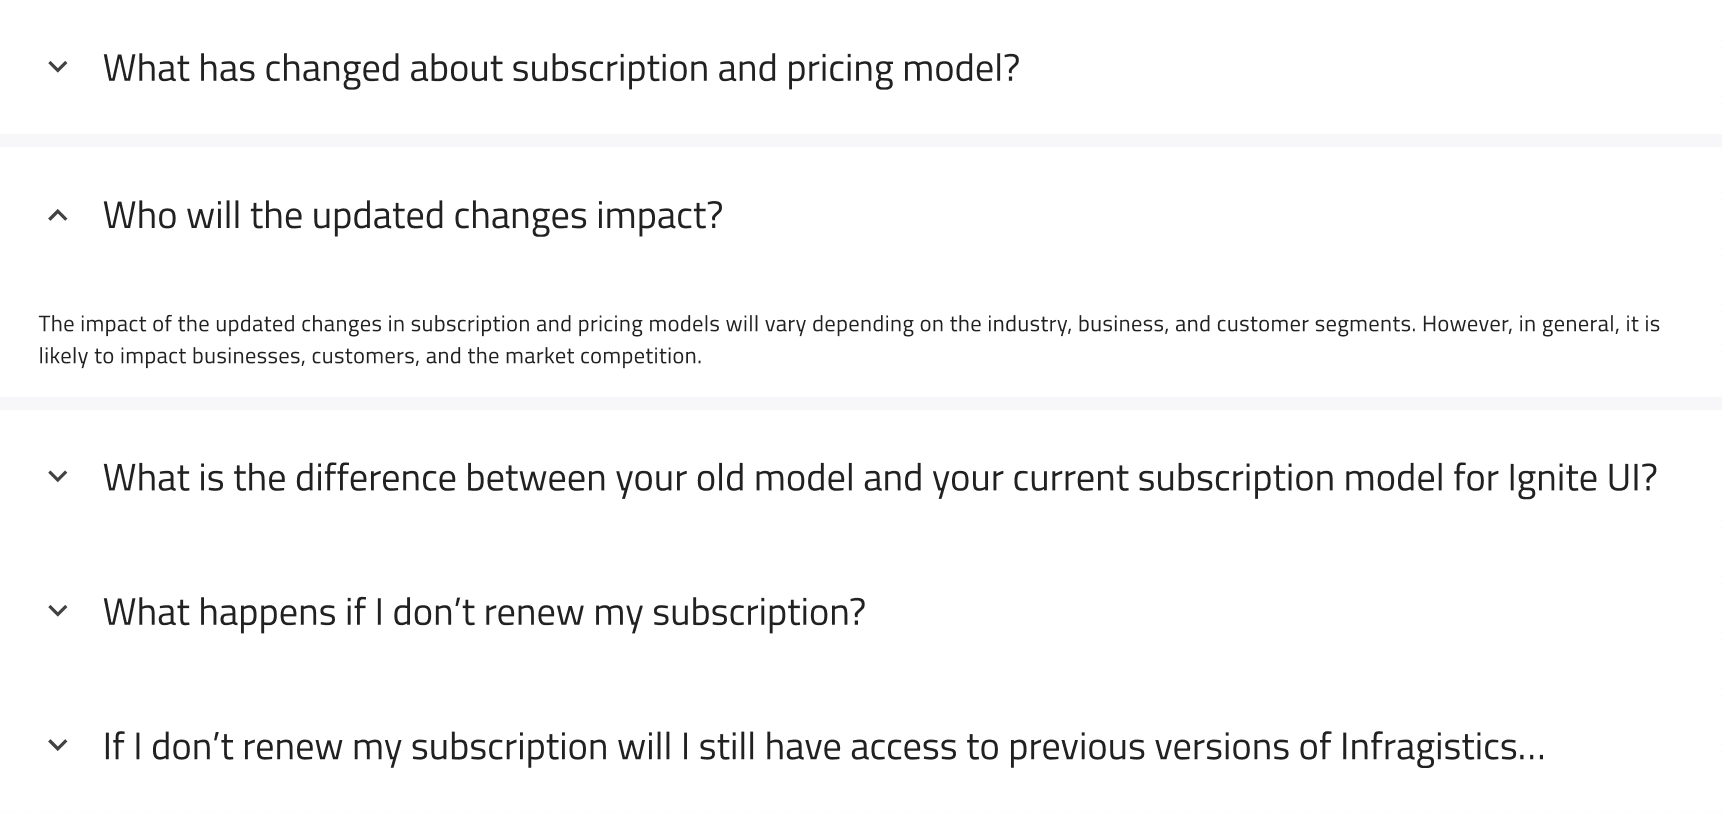 What has changed about subscription and pricing model?
Who will the updated changes impact?
The impact of the updated changes in subscription and pricing models will vary depending on the industry, business, and customer segments. However, in general, it is
likely to impact businesses, customers, and the market competition.
What is the difference between your old model and your current subscription model for Ignite UI?
What happens if I don’t renew my subscription?
If I don’t renew my subscription will I still have access to previous versions of Infragistics…